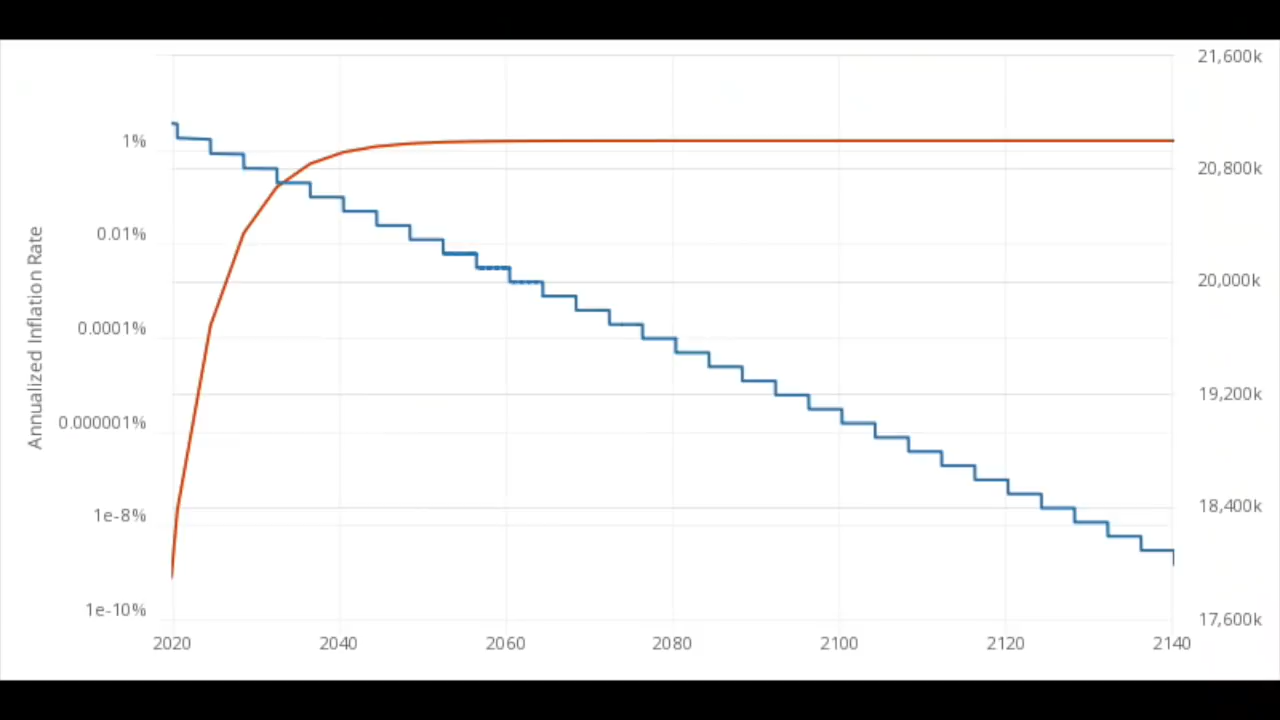 Annualized Inflation Rate
1%
0.01%
0.0001%
0.000001%
1e-8%
1e-10%
21,600k
20,800k
20,000k
19,200k
18,400k
17,600k
2020 2040 2060 2080 2100 2120 2140